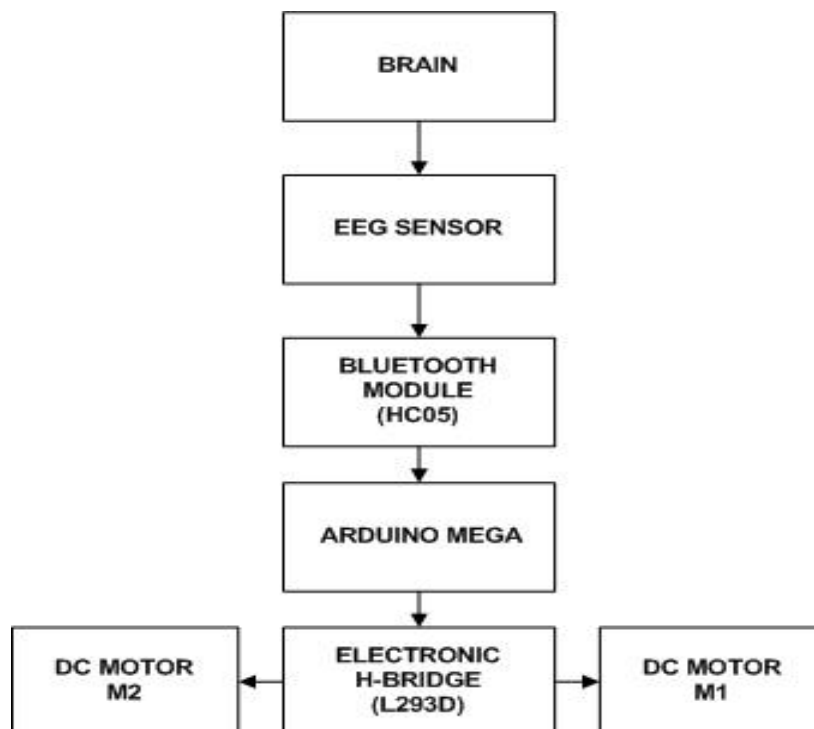 BRAIN
EEG SENSOR
BLUETOOTH
MODULE
(HC05)
ARDUINO MEGA
DC MOTOR
M2
ELECTRONIC
H-BRIDGE
(L293D)
DC MOTOR
M1